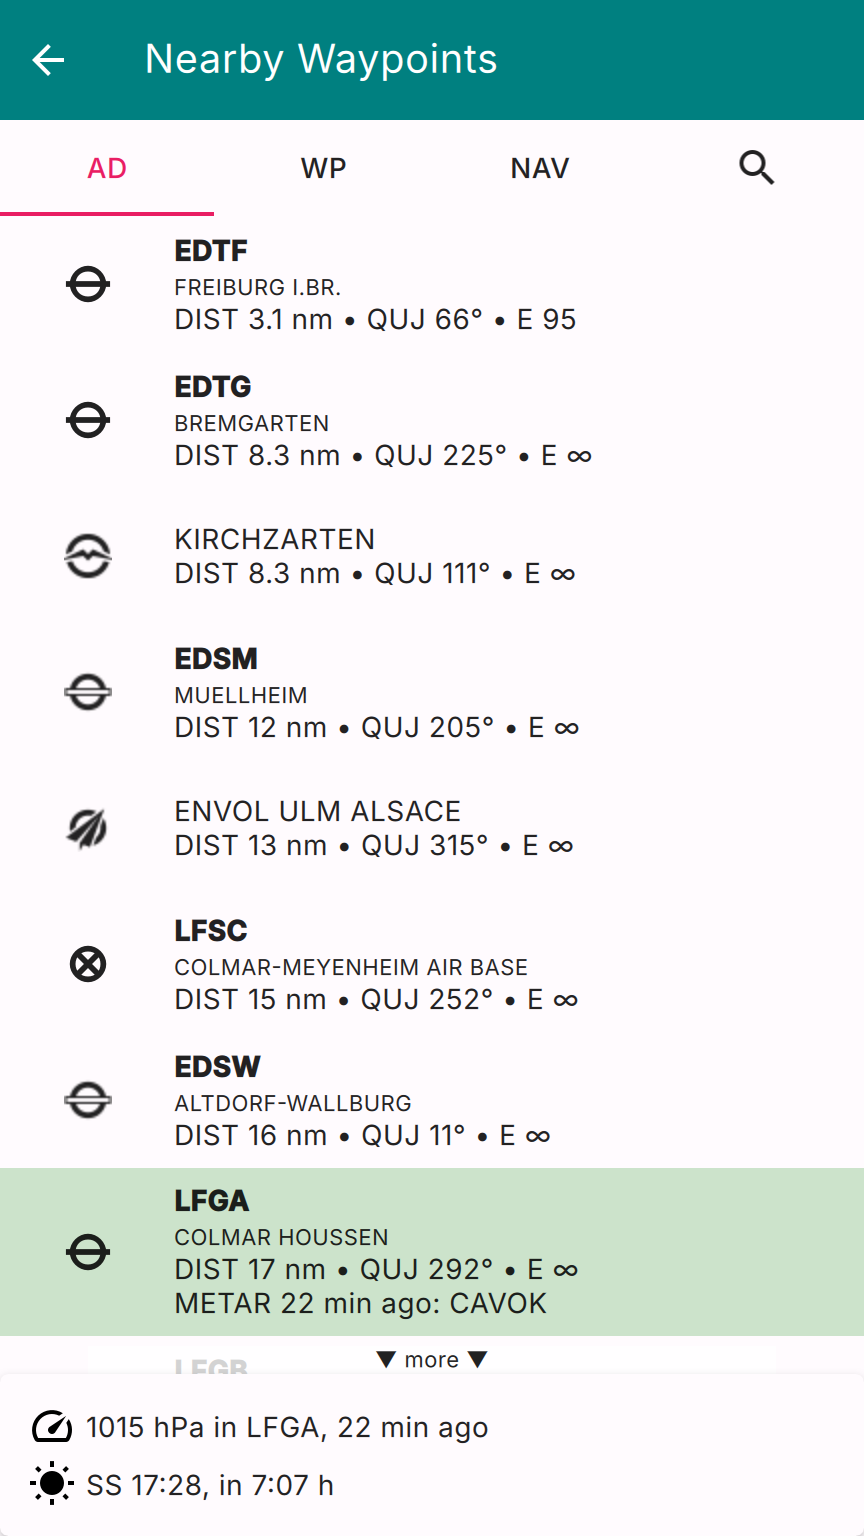 Nearby Waypoints
AD WP NAV
EDTF
FREIBURG I.BR.
DIST 3.1 nm • QUJ 66° • E 95
EDTG
BREMGARTEN
DIST 8.3 nm • QUJ 225° • E ∞
KIRCHZARTEN
DIST 8.3 nm • QUJ 111° • E ∞
EDSM
MUELLHEIM
DIST 12 nm • QUJ 205° • E ∞
ENVOL ULM ALSACE
DIST 13 nm • QUJ 315° • E ∞
LFSC
COLMAR-MEYENHEIM AIR BASE
DIST 15 nm • QUJ 252° • E ∞
EDSW
ALTDORF-WALLBURG
DIST 16 nm • QUJ 11° • E ∞
LFGA
COLMAR HOUSSEN
DIST 17 nm • QUJ 292° • E ∞
METAR 22 min ago: CAVOK
LFGB
▼ more ▼
1015 hPa in LFGA, 22 min ago
SS 17:28, in 7:07 h